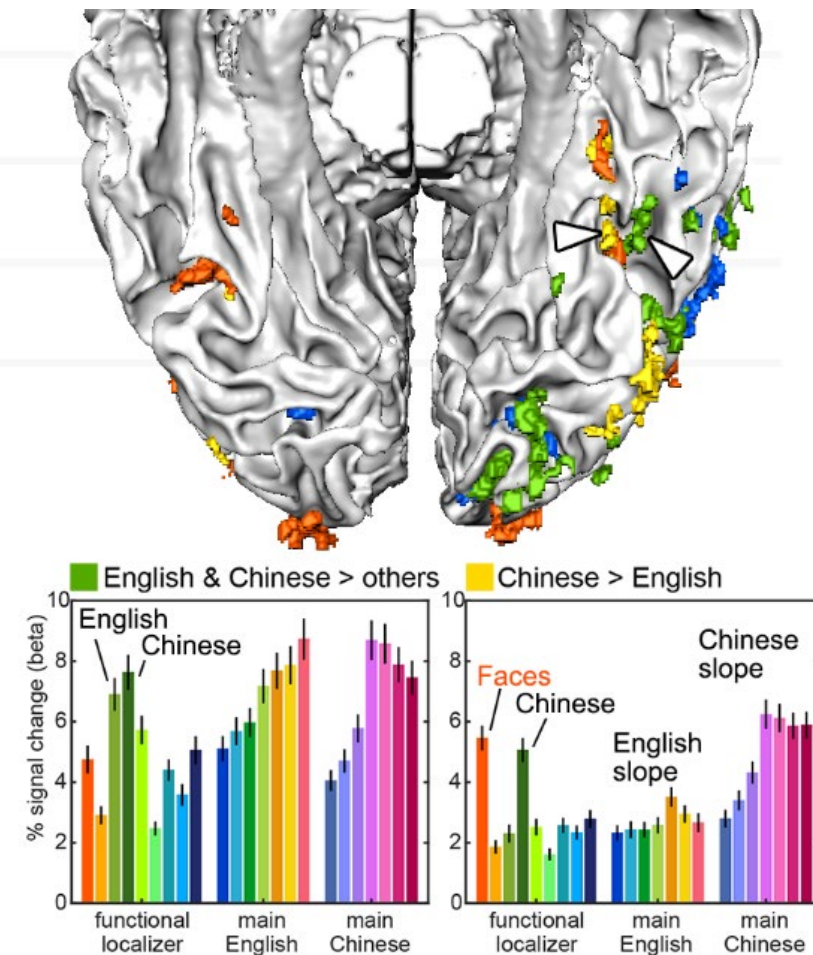 English & Chinese > others
Chinese > English
10
8
6
4
2
0
% signal change (beta)
English
Chinese
functional
localizer
main
English
main
Chinese
10
8
6
4
2
0
Faces
Chinese
English
slope
Chinese
slope
functional
localizer
main
English
main
Chinese